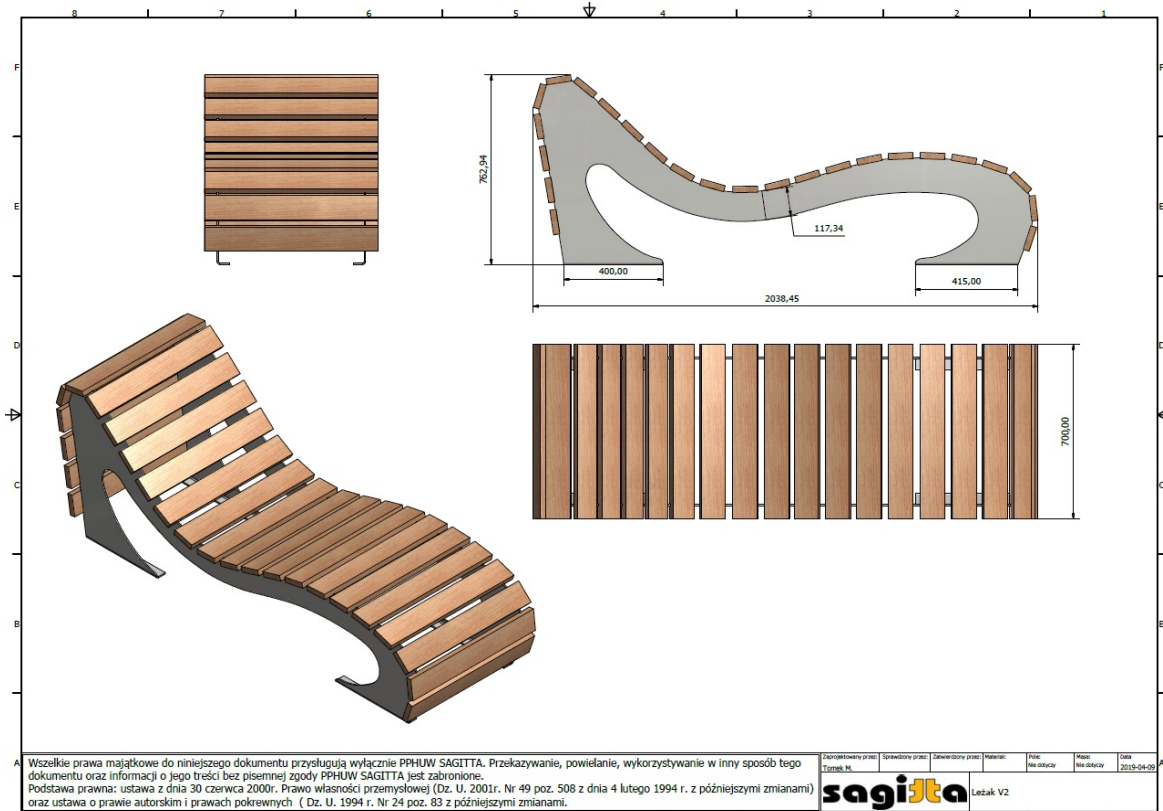 8 7 6 5 4 3 2 1
F F
762,94
E E
117,34
400,00
415,00
2038,45
D D
700,00
C C
B B
A A
Wszelkie prawa majątkowe do niniejszego dokumentu przysługują wyłącznie PPHUW SAGITTA. Przekazywanie, powielanie, wykorzystywanie w inny sposób tego
dokumentu oraz informacji o jego treści bez pisemnej zgody PPHUW SAGITTA jest zabronione.
Podstawa prawna: ustawa z dnia 30 czerwca 2000r. Prawo własności przemysłowej (Dz. U. 2001r. Nr 49 poz. 508 z dnia 4 lutego 1994 r. z późniejszymi zmianami)
oraz ustawa o prawie autorskim i prawach pokrewnych ( Dz. U. 1994 r. Nr 24 poz. 83 z późniejszymi zmianami.
Zaprojektowany przez: Sprawdzony przez: Zatwierdzony przez: Materiał: Pole: Masa: Data
Tomek M. Nie dotyczy Nie dotyczy 2019-04-09
sagitta
Leżak V2